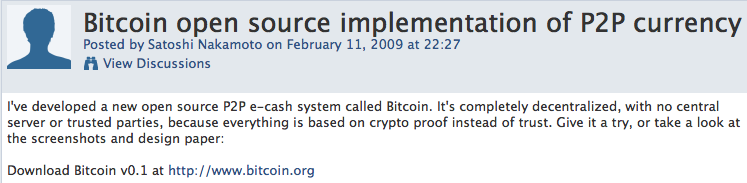 Bitcoin open source implementation of P2P currency
Posted by Satoshi Nakamoto on February 11, 2009 at 22:27
View Discussions
I've developed a new open source P2P e-cash system called Bitcoin. It's completely decentralized, with no central
server or trusted parties, because everything is based on crypto proof instead of trust. Give it a try, or take a look at
the screenshots and design paper:
Download Bitcoin v0.1 at http://www.bitcoin.org